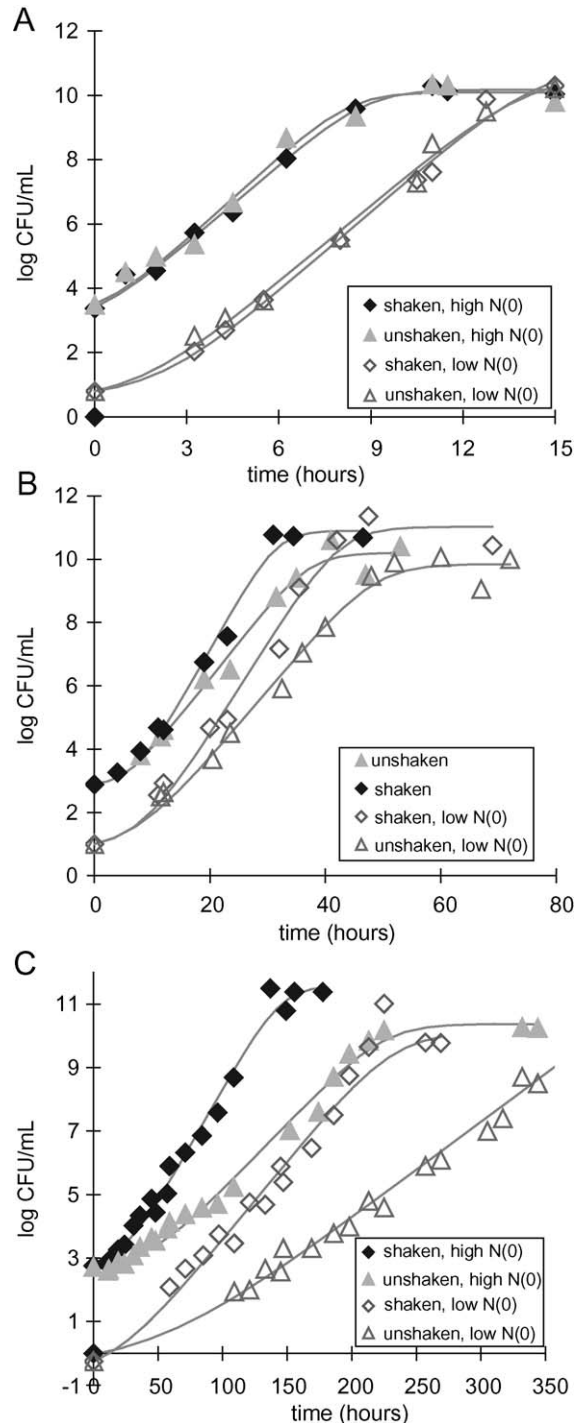 A
12
10
8
6
4
2
0
log CFU/mL
shaken, high N(0)
unshaken, high N(0)
shaken, low N(0)
unshaken, low N(0)
0 3 6 9 12 15
time (hours)
B
12
10
8
6
4
2
0
log CFU/mL
unshaken
shaken
shaken, low N(0)
unshaken, low N(0)
0 20 40 60 80
time (hours)
C
11
9
7
5
3
1
-1
log CFU/mL
shaken, high N(0)
unshaken, high N(0)
shaken, low N(0)
unshaken, low N(0)
0 50 100 150 200 250 300 350
time (hours)